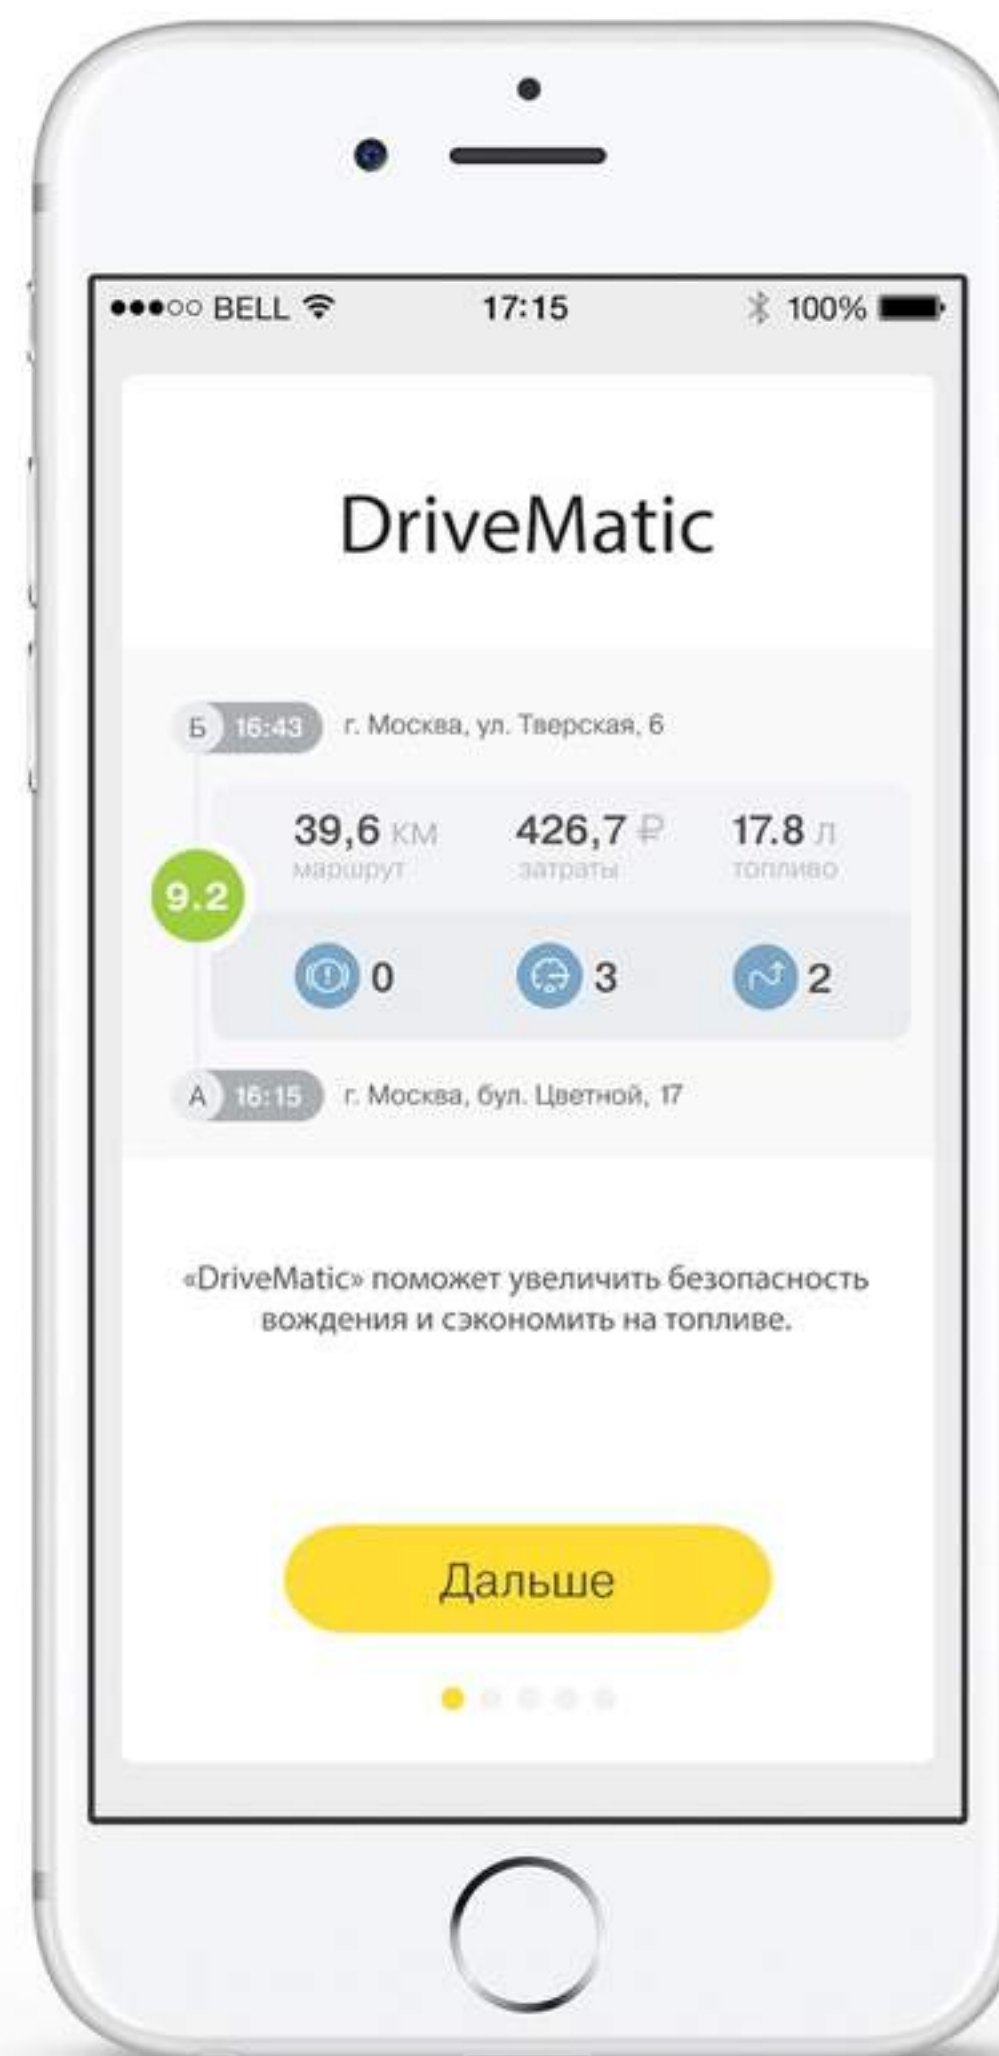 BELL 17:15 100%
DriveMatic
Б 16:43 г. Москва, ул. Тверская, 6
39,6 КМ 426,7 ₽ 17.8 Л
маршрут затраты топливо
9.2
0 3 2
А 16:15 г. Москва, бул. Цветной, 17
«DriveMatic» поможет увеличить безопасность
вождения и сэкономить на топливе.
Дальше